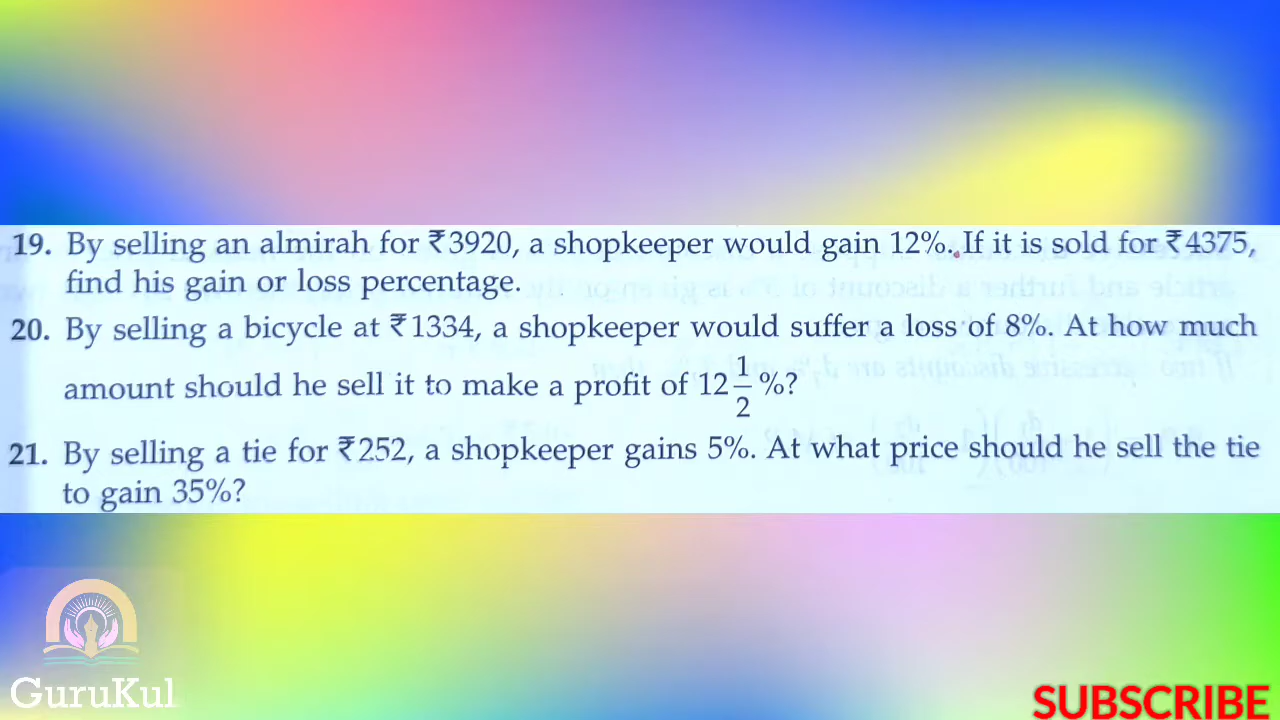 19. By selling an almirah for ₹3920, a shopkeeper would gain 12%. If it is sold for ₹4375,
find his gain or loss percentage.
20. By selling a bicycle at ₹1334, a shopkeeper would suffer a loss of 8%. At how much
amount should he sell it to make a profit of 12 1/2 %?
21. By selling a tie for ₹252, a shopkeeper gains 5%. At what price should he sell the tie
to gain 35%?
GuruKul
SUBSCRIBE